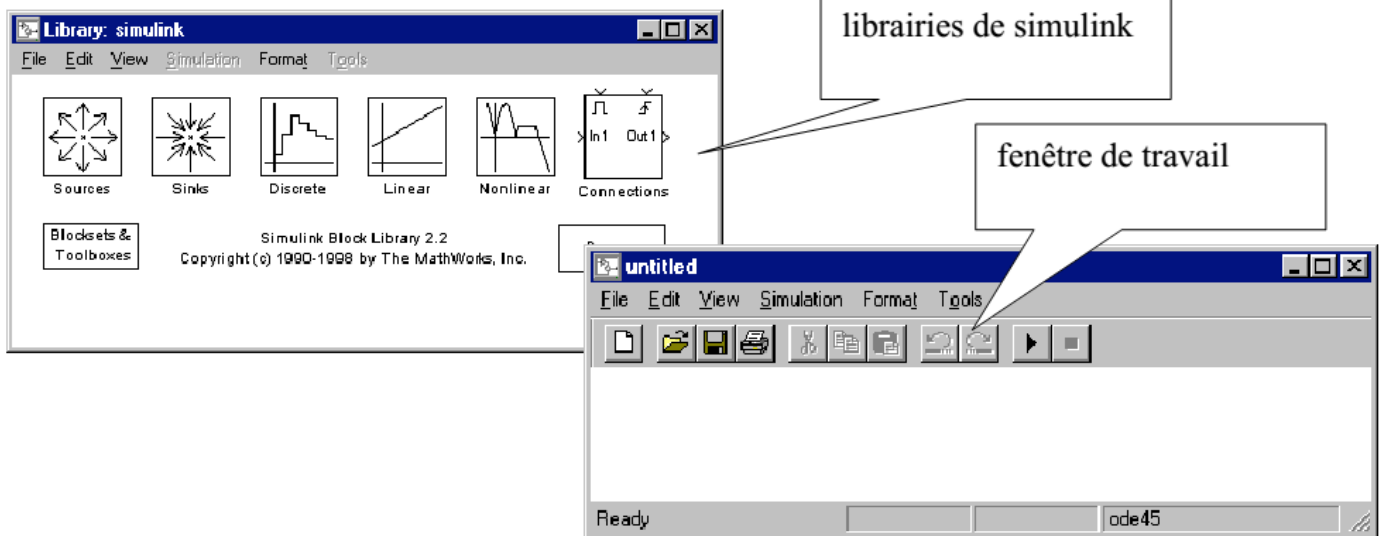 librairies de simulink
Library: simulink
File Edit View Simulation Format Tools
In1 Out1
Sources Sinks Discrete Linear Nonlinear Connections
Blocksets &
Toolboxes
Simulink Block Library 2.2
Copyright (c) 1990-1998 by The MathWorks, Inc.
fenêtre de travail
untitled
File Edit View Simulation Format Tools
Ready ode45